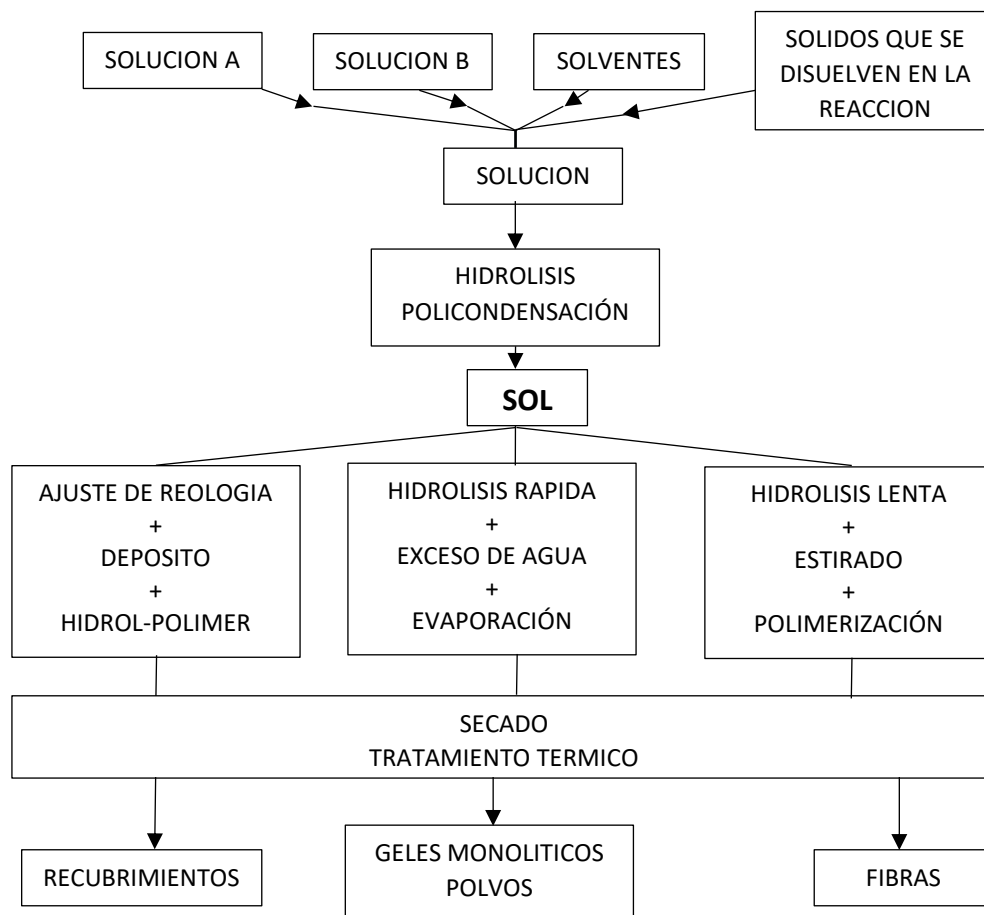 SOLUCION A
SOLUCION B
SOLVENTES
SOLIDOS QUE SE
DISUELVEN EN LA
REACCION
SOLUCION
HIDROLISIS
POLICONDENSACIÓN
SOL
AJUSTE DE REOLOGIA
+
DEPOSITO
+
HIDROL-POLIMER
HIDROLISIS RAPIDA
+
EXCESO DE AGUA
+
EVAPORACIÓN
HIDROLISIS LENTA
+
ESTIRADO
+
POLIMERIZACIÓN
SECADO
TRATAMIENTO TERMICO
RECUBRIMIENTOS
GELES MONOLITICOS
POLVOS
FIBRAS